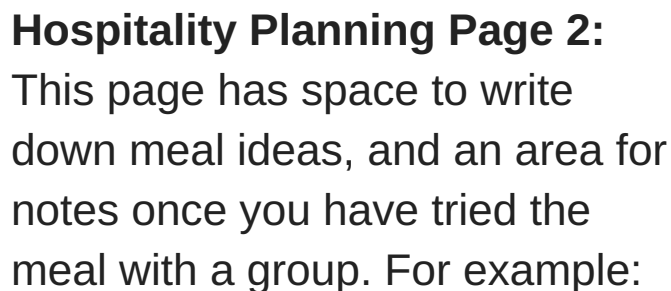 Hospitality Planning Page 2:
This page has space to write
down meal ideas, and an area for
notes once you have tried the
meal with a group. For example: